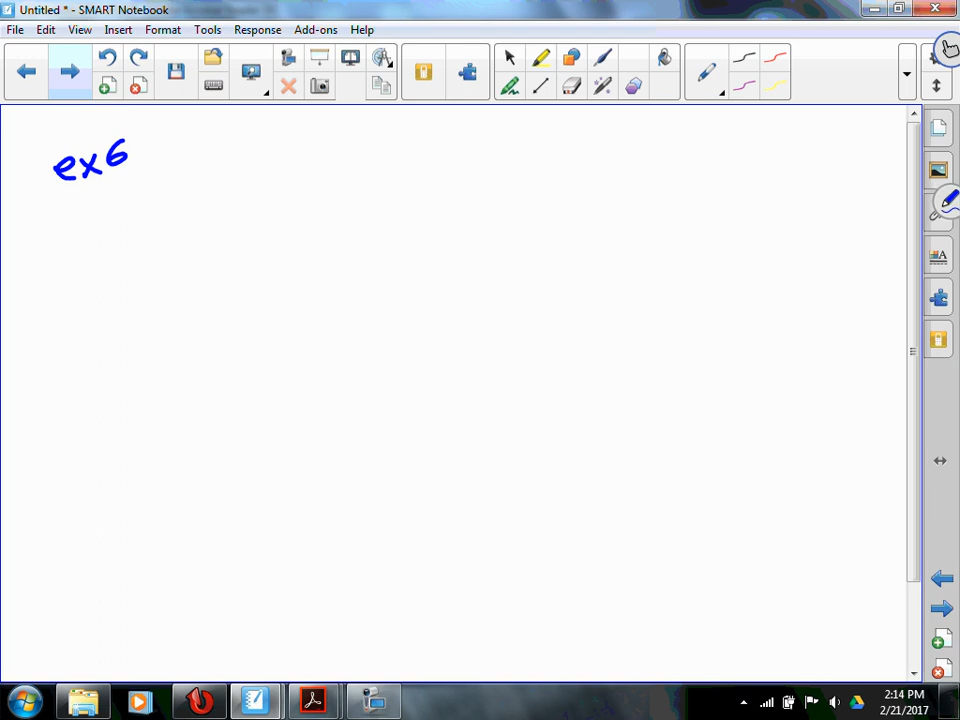 Untitled * - SMART Notebook
File Edit View Insert Format Tools Response Add-ons Help
ex6
2:14 PM
2/21/2017